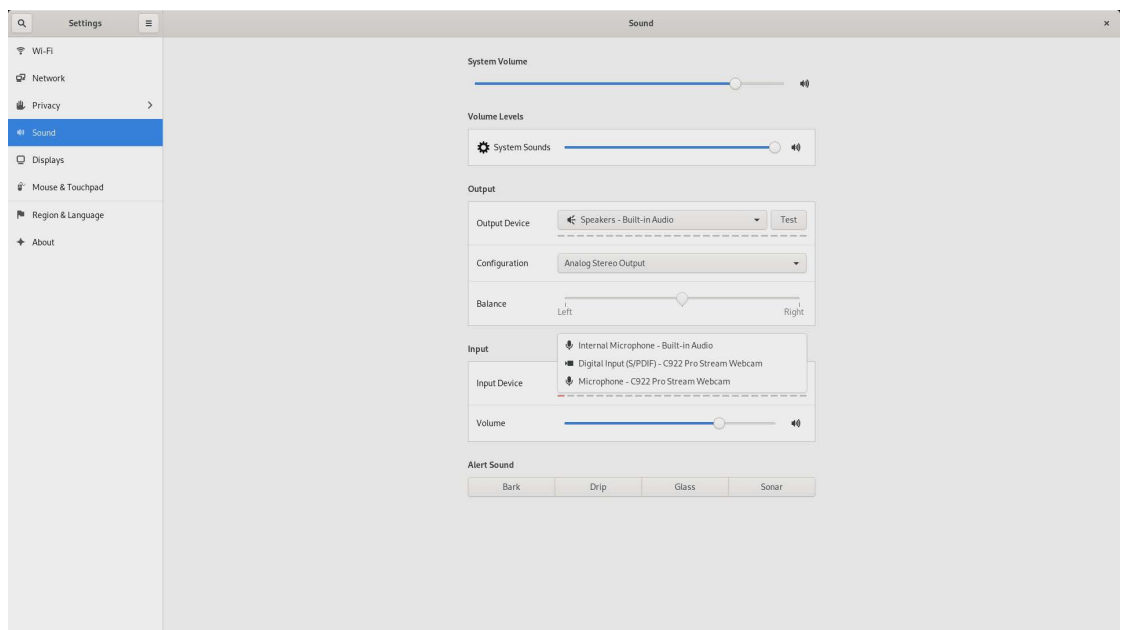 Settings
Sound
Wi-Fi
Network
Privacy
Sound
Displays
Mouse & Touchpad
Region & Language
About
System Volume
Volume Levels
System Sounds
Output
Output Device
Speakers - Built-in Audio
Test
Configuration
Analog Stereo Output
Balance
Left
Right
Input
Internal Microphone - Built-in Audio
Digital Input (S/PDIF) - C922 Pro Stream Webcam
Input Device
Microphone - C922 Pro Stream Webcam
Volume
Alert Sound
Bark
Drip
Glass
Sonar